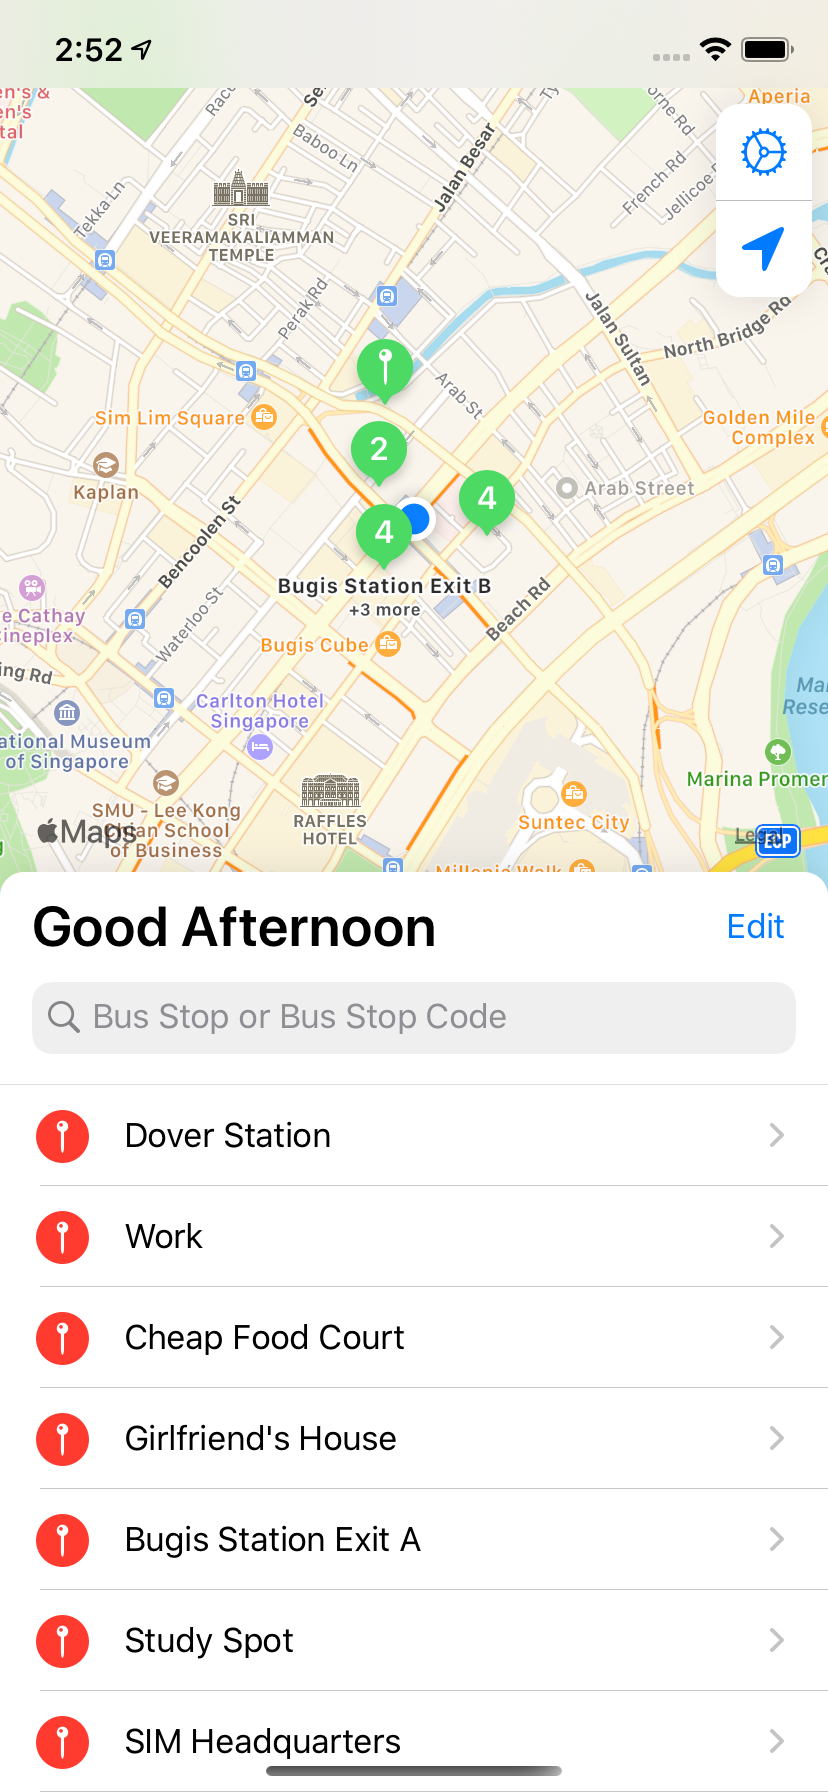 2:52
en's &
en's
tal
Race
Se
Ty
orne Rd
Aperia
Baboo Ln
Jalan Besar
French Rd
Jellicoe
Tekka Ln
SRI
VEERAMAKALIAMMAN
TEMPLE
Perak Rd
Jalan Sultan
North Bridge Rd
Arab St
Sim Lim Square
Golden Mile
Complex
2
4
4
Kaplan
Arab Street
Bencoolen St
Bugis Station Exit B
+3 more
e Cathay
ineplex
Waterloo St
Beach Rd
Bugis Cube
ing Rd
Carlton Hotel
Singapore
Mar
Rese
ational Museum
of Singapore
Marina Promen
SMU - Lee Kong
Chian School
of Business
Maps
RAFFLES
HOTEL
Suntec City
Legal
ECP
Millenia Walk
Good Afternoon
Edit
Bus Stop or Bus Stop Code
Dover Station
Work
Cheap Food Court
Girlfriend's House
Bugis Station Exit A
Study Spot
SIM Headquarters